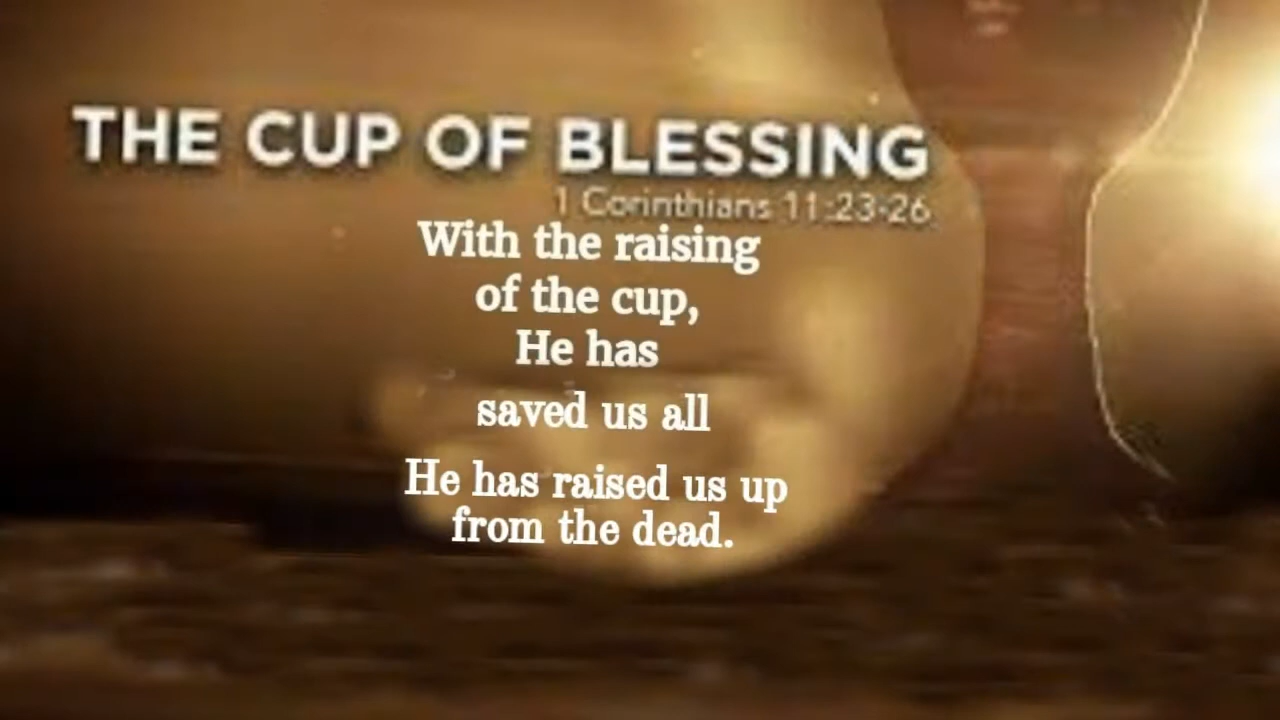 THE CUP OF BLESSING
1 Corinthians 11:23-26
With the raising
of the cup,
He has
saved us all
He has raised us up
from the dead.